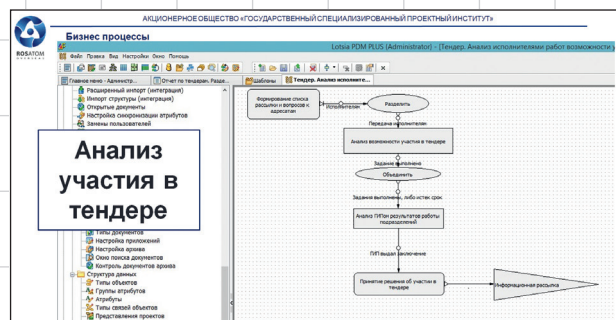 АКЦИОНЕРНОЕ ОБЩЕСТВО «ГОСУДАРСТВЕННЫЙ СПЕЦИАЛИЗИРОВАННЫЙ ПРОЕКТНЫЙ ИНСТИТУТ»
Бизнес процессы
ROSATOM
Lotsia PDM PLUS (Administrator) - [Тендер. Анализ исполнителями работ возможности у
Файл Правка Вид Настройки Окно Помощь
Главное меню - Администр...
Отчет по тендерам. Разде...
Шаблоны
Тендер. Анализ исполните...
Расширенный импорт (интеграция)
Импорт структуры (интеграция)
Открытые документы
Настройка синхронизации атрибутов
Замены пользователей
Анализ
участия в
тендере
Типы документов
Настройка приложений
Настройка архива
Окно поиска документов
Контроль документов архива
Структура данных
Типы объектов
Группы атрибутов
Атрибуты
Типы связей объектов
Представления проектов
Формирование списка
рассылки и вопросов к
адресатам
Исполнителям
Разделить
Передача исполнителям
Анализ возможности участия в тендере
Задание выполнено
Объединить
Задания выполнены, либо истек срок
Анализ ГИПом результатов работы
подразделений
ГИП выдал заключение
Принятие решения об участии в
тендере
Информационная рассылка